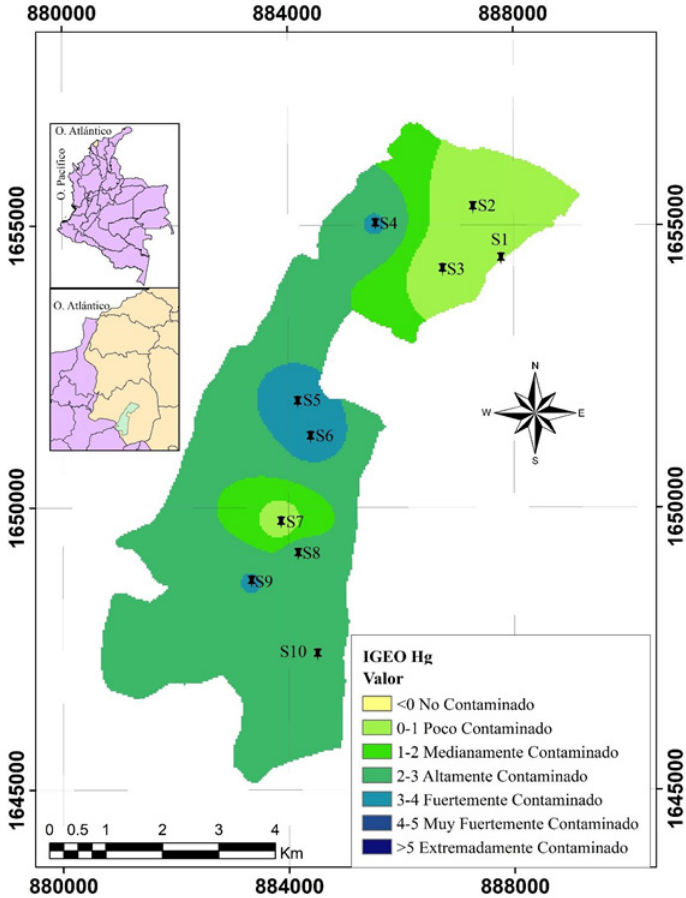 880000 884000 888000
O. Atlántico
O. Pacífico
O. Atlántico
1655000
1655000
1650000
1650000
1645000
1645000
S2
S1
S3
S4
S5
S6
S7
S8
S9
S10
N
W E
S
IGEO Hg
Valor
<0 No Contaminado
0-1 Poco Contaminado
1-2 Medianamente Contaminado
2-3 Altamente Contaminado
3-4 Fuertemente Contaminado
4-5 Muy Fuertemente Contaminado
>5 Extremadamente Contaminado
0 0.5 1 2 3 4
Km
880000 884000 888000